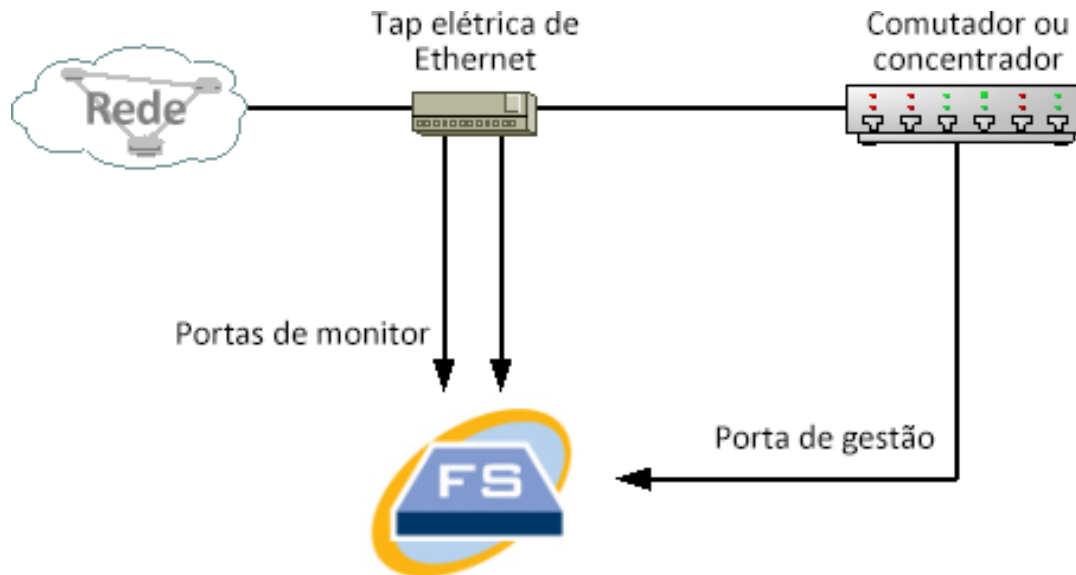 Tap elétrica de
Ethernet
Comutador ou
concentrador
Rede
Portas de monitor
Porta de gestão
FS